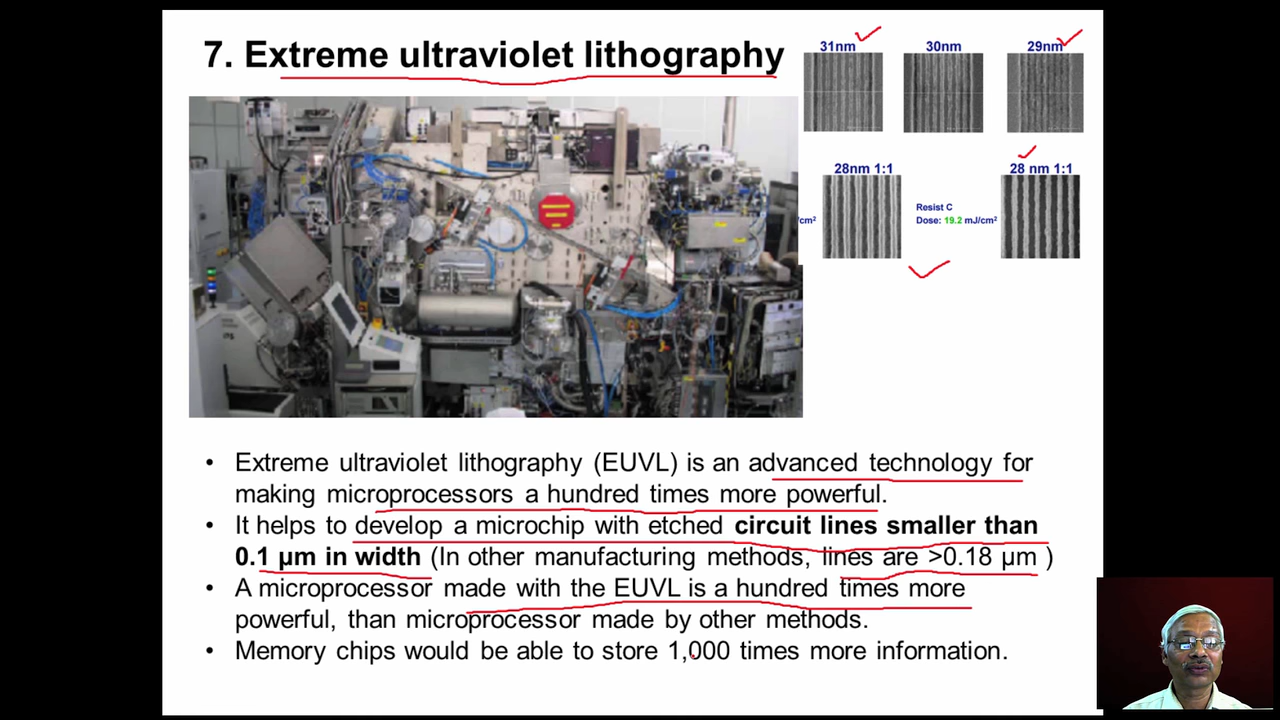 7. Extreme ultraviolet lithography
31nm
30nm
29nm
28nm 1:1
28 nm 1:1
/cm²
Resist C
Dose: 19.2 mJ/cm²
• Extreme ultraviolet lithography (EUVL) is an advanced technology for
making microprocessors a hundred times more powerful.
• It helps to develop a microchip with etched circuit lines smaller than
0.1 µm in width (In other manufacturing methods, lines are >0.18 µm )
• A microprocessor made with the EUVL is a hundred times more
powerful, than microprocessor made by other methods.
• Memory chips would be able to store 1,000 times more information.